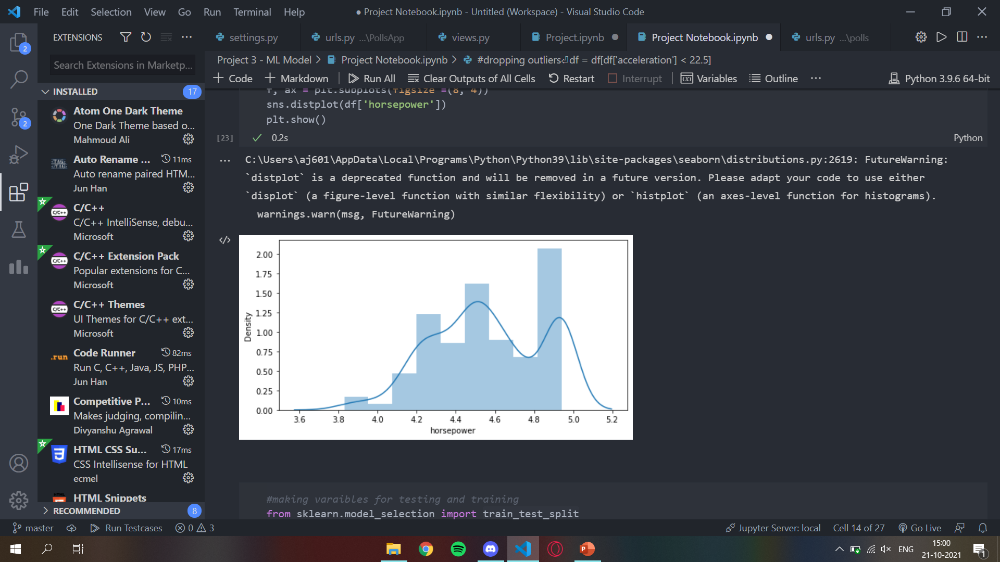 File Edit Selection View Go Run Terminal Help
● Project Notebook.ipynb - Untitled (Workspace) - Visual Studio Code
EXTENSIONS
settings.py
urls.py ...\PollsApp
views.py
Project.ipynb
Project Notebook.ipynb
urls.py ...\polls
2
Search Extensions in Marketp...
Project 3 - ML Model > Project Notebook.ipynb > #dropping outliers⏎df = df[df['acceleration'] < 22.5]
+ Code + Markdown Run All Clear Outputs of All Cells Restart Interrupt Variables Outline ... Python 3.9.6 64-bit
INSTALLED 17
2
Atom One Dark Theme
One Dark Theme based o...
Mahmoud Ali
Auto Rename ... 11ms
Auto rename paired HTM...
Jun Han
C/C++
C/C++ IntelliSense, debu...
Microsoft
C/C++ Extension Pack
Popular extensions for C...
Microsoft
C/C++ Themes
UI Themes for C/C++ ext...
Microsoft
.run
Code Runner 82ms
Run C, C++, Java, JS, PHP...
Jun Han
Competitive P... 10ms
Makes judging, compilin...
Divyanshu Agrawal
HTML CSS Su... 17ms
CSS Intellisense for HTML
ecmel
HTML Snippets
RECOMMENDED 8
f, ax = plt.subplots(figsize =(8, 4))
sns.distplot(df['horsepower'])
plt.show()
[23] 0.2s Python
C:\Users\aj601\AppData\Local\Programs\Python\Python39\lib\site-packages\seaborn\distributions.py:2619: FutureWarning:
`distplot` is a deprecated function and will be removed in a future version. Please adapt your code to use either
`displot` (a figure-level function with similar flexibility) or `histplot` (an axes-level function for histograms).
warnings.warn(msg, FutureWarning)
Density
2.00
1.75
1.50
1.25
1.00
0.75
0.50
0.25
0.00
3.6 3.8 4.0 4.2 4.4 4.6 4.8 5.0 5.2
horsepower
#making varaibles for testing and training
from sklearn.model_selection import train_test_split
master Run Testcases 0 3 Jupyter Server: local Cell 14 of 27 Go Live
ENG
15:00
21-10-2021
1